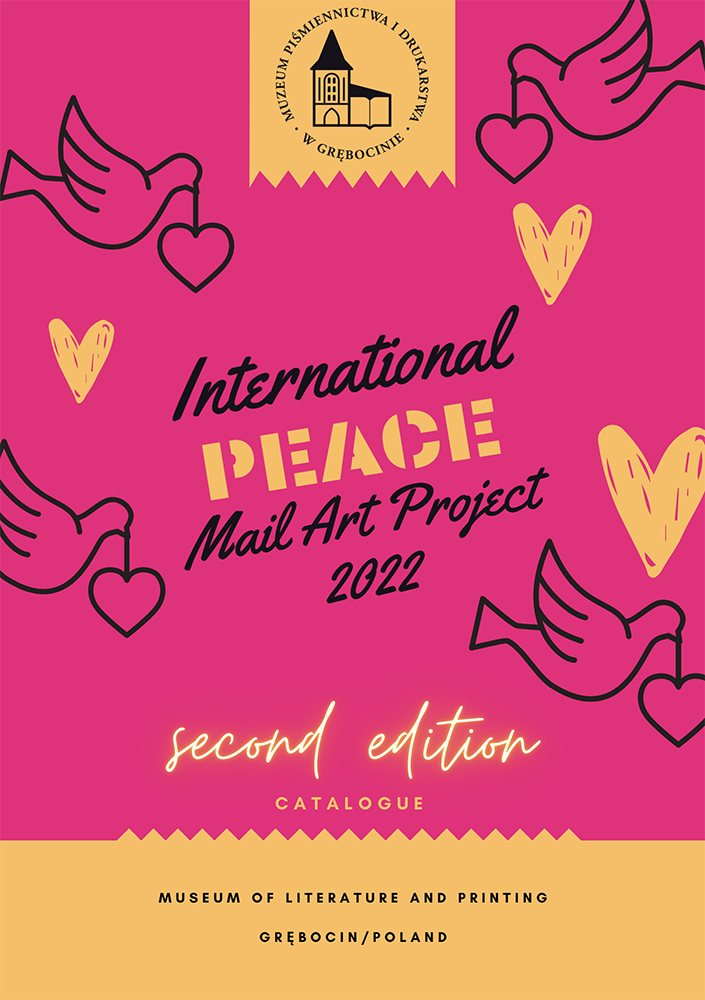 MUZEUM PIŚMIENNICTWA I DRUKARSTWA
• W GRĘBOCINIE •
International
PEACE
Mail Art Project
2022
second edition
CATALOGUE
MUSEUM OF LITERATURE AND PRINTING
GRĘBOCIN/POLAND